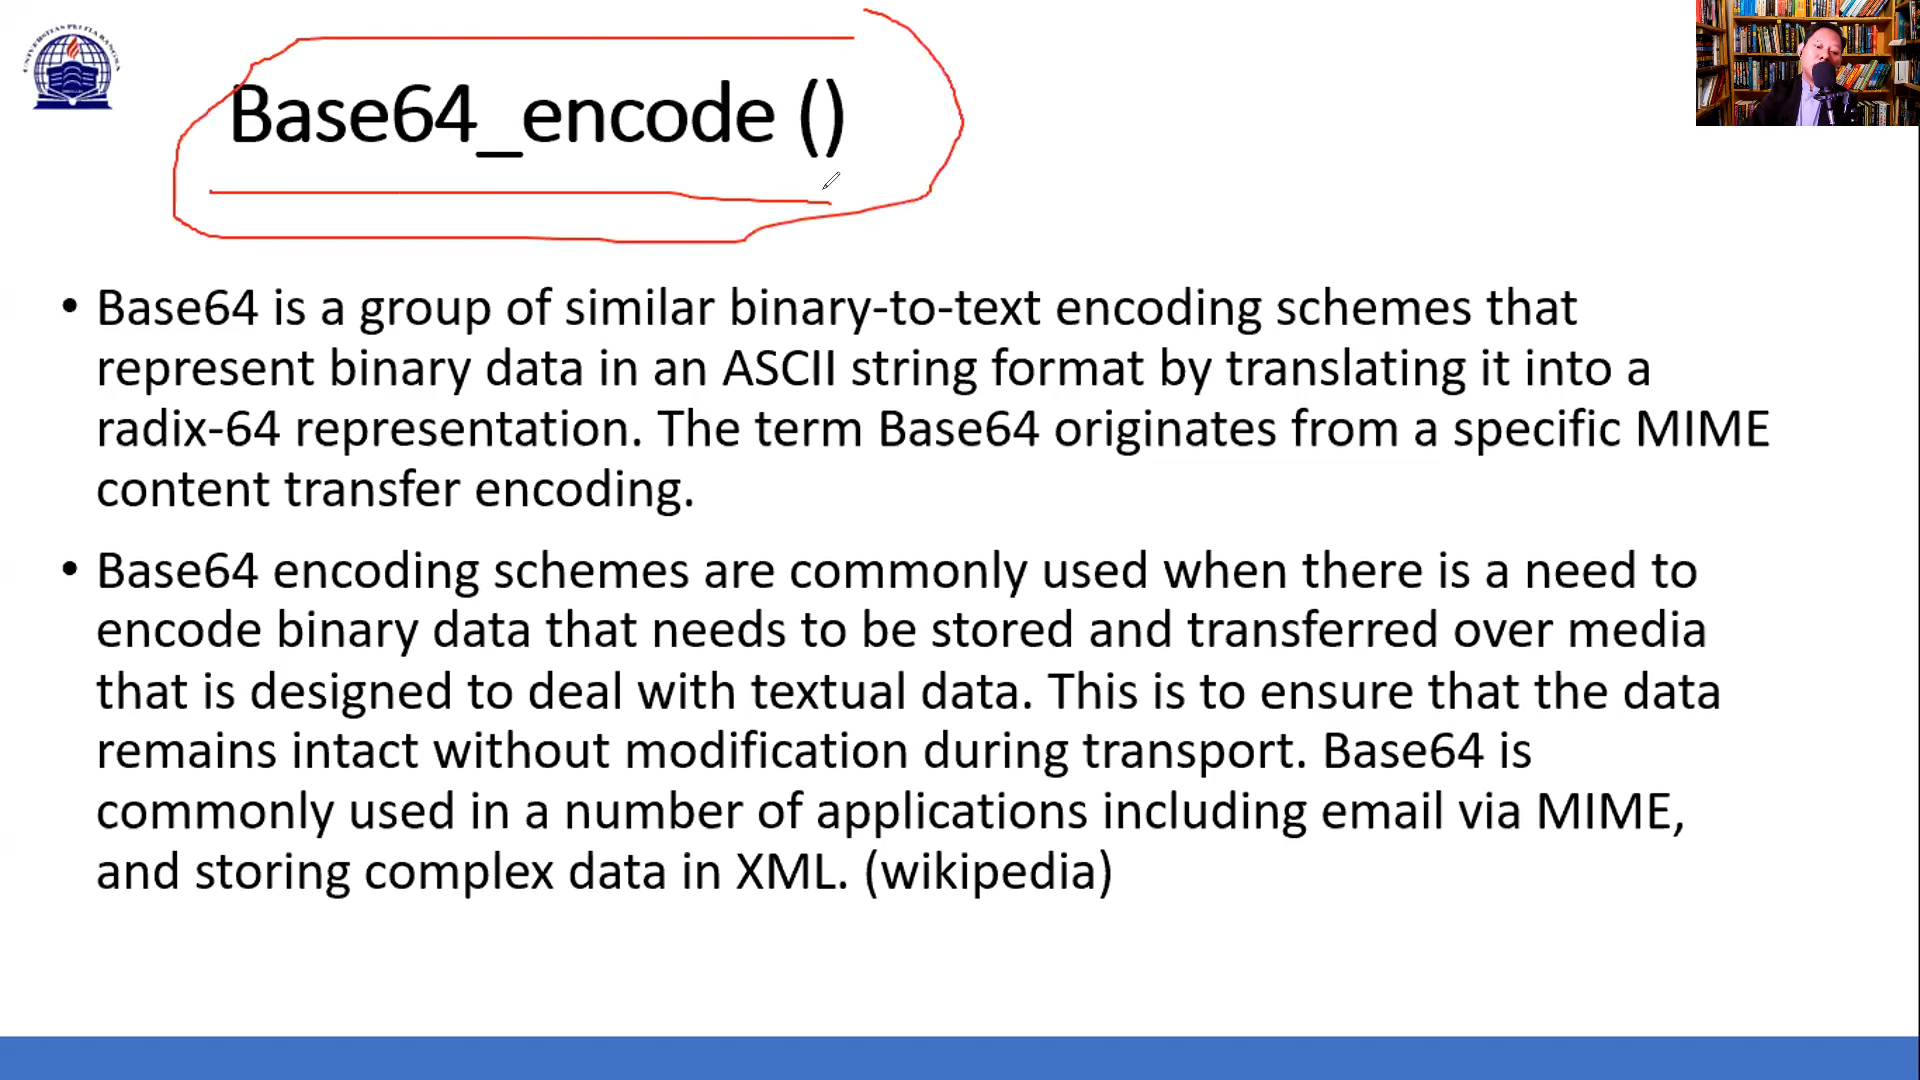 UNIVERSITAS PELITA BANGSA
Base64_encode ()
• Base64 is a group of similar binary-to-text encoding schemes that
represent binary data in an ASCII string format by translating it into a
radix-64 representation. The term Base64 originates from a specific MIME
content transfer encoding.
• Base64 encoding schemes are commonly used when there is a need to
encode binary data that needs to be stored and transferred over media
that is designed to deal with textual data. This is to ensure that the data
remains intact without modification during transport. Base64 is
commonly used in a number of applications including email via MIME,
and storing complex data in XML. (wikipedia)